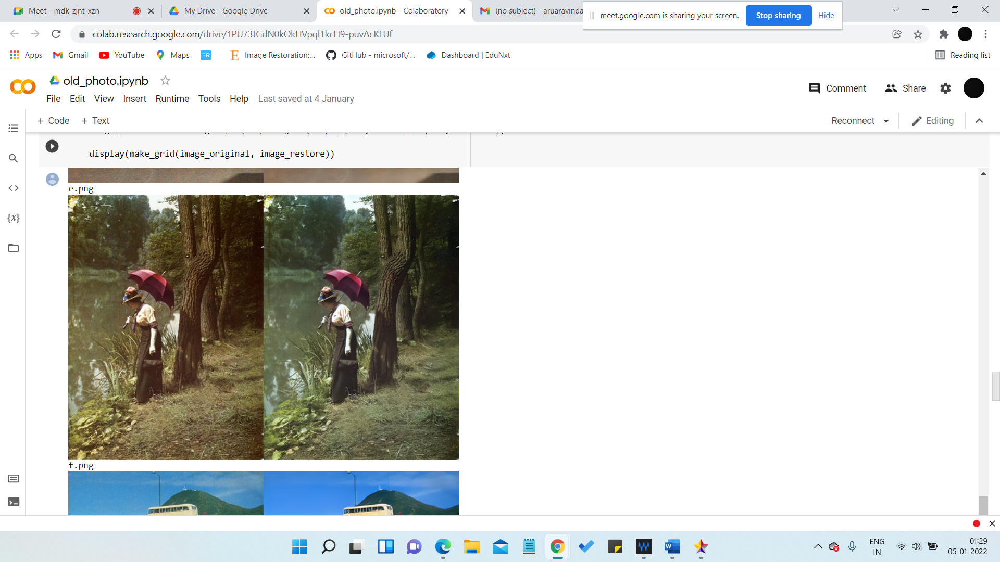 Meet - mdk-zjnt-xzn
My Drive - Google Drive
old_photo.ipynb - Colaboratory
(no subject) - aruaravinda
meet.google.com is sharing your screen.
Stop sharing
Hide
colab.research.google.com/drive/1PU73tGdN0kOkHVpql1kcH9-puvAcKLUf
Apps
Gmail
YouTube
Maps
Image Restoration:...
GitHub - microsoft/...
Dashboard | EduNxt
Reading list
old_photo.ipynb
Comment
Share
File Edit View Insert Runtime Tools Help Last saved at 4 January
+ Code + Text
Reconnect
Editing
display(make_grid(image_original, image_restore))
e.png
f.png
{x}
ENG
IN
01:29
05-01-2022